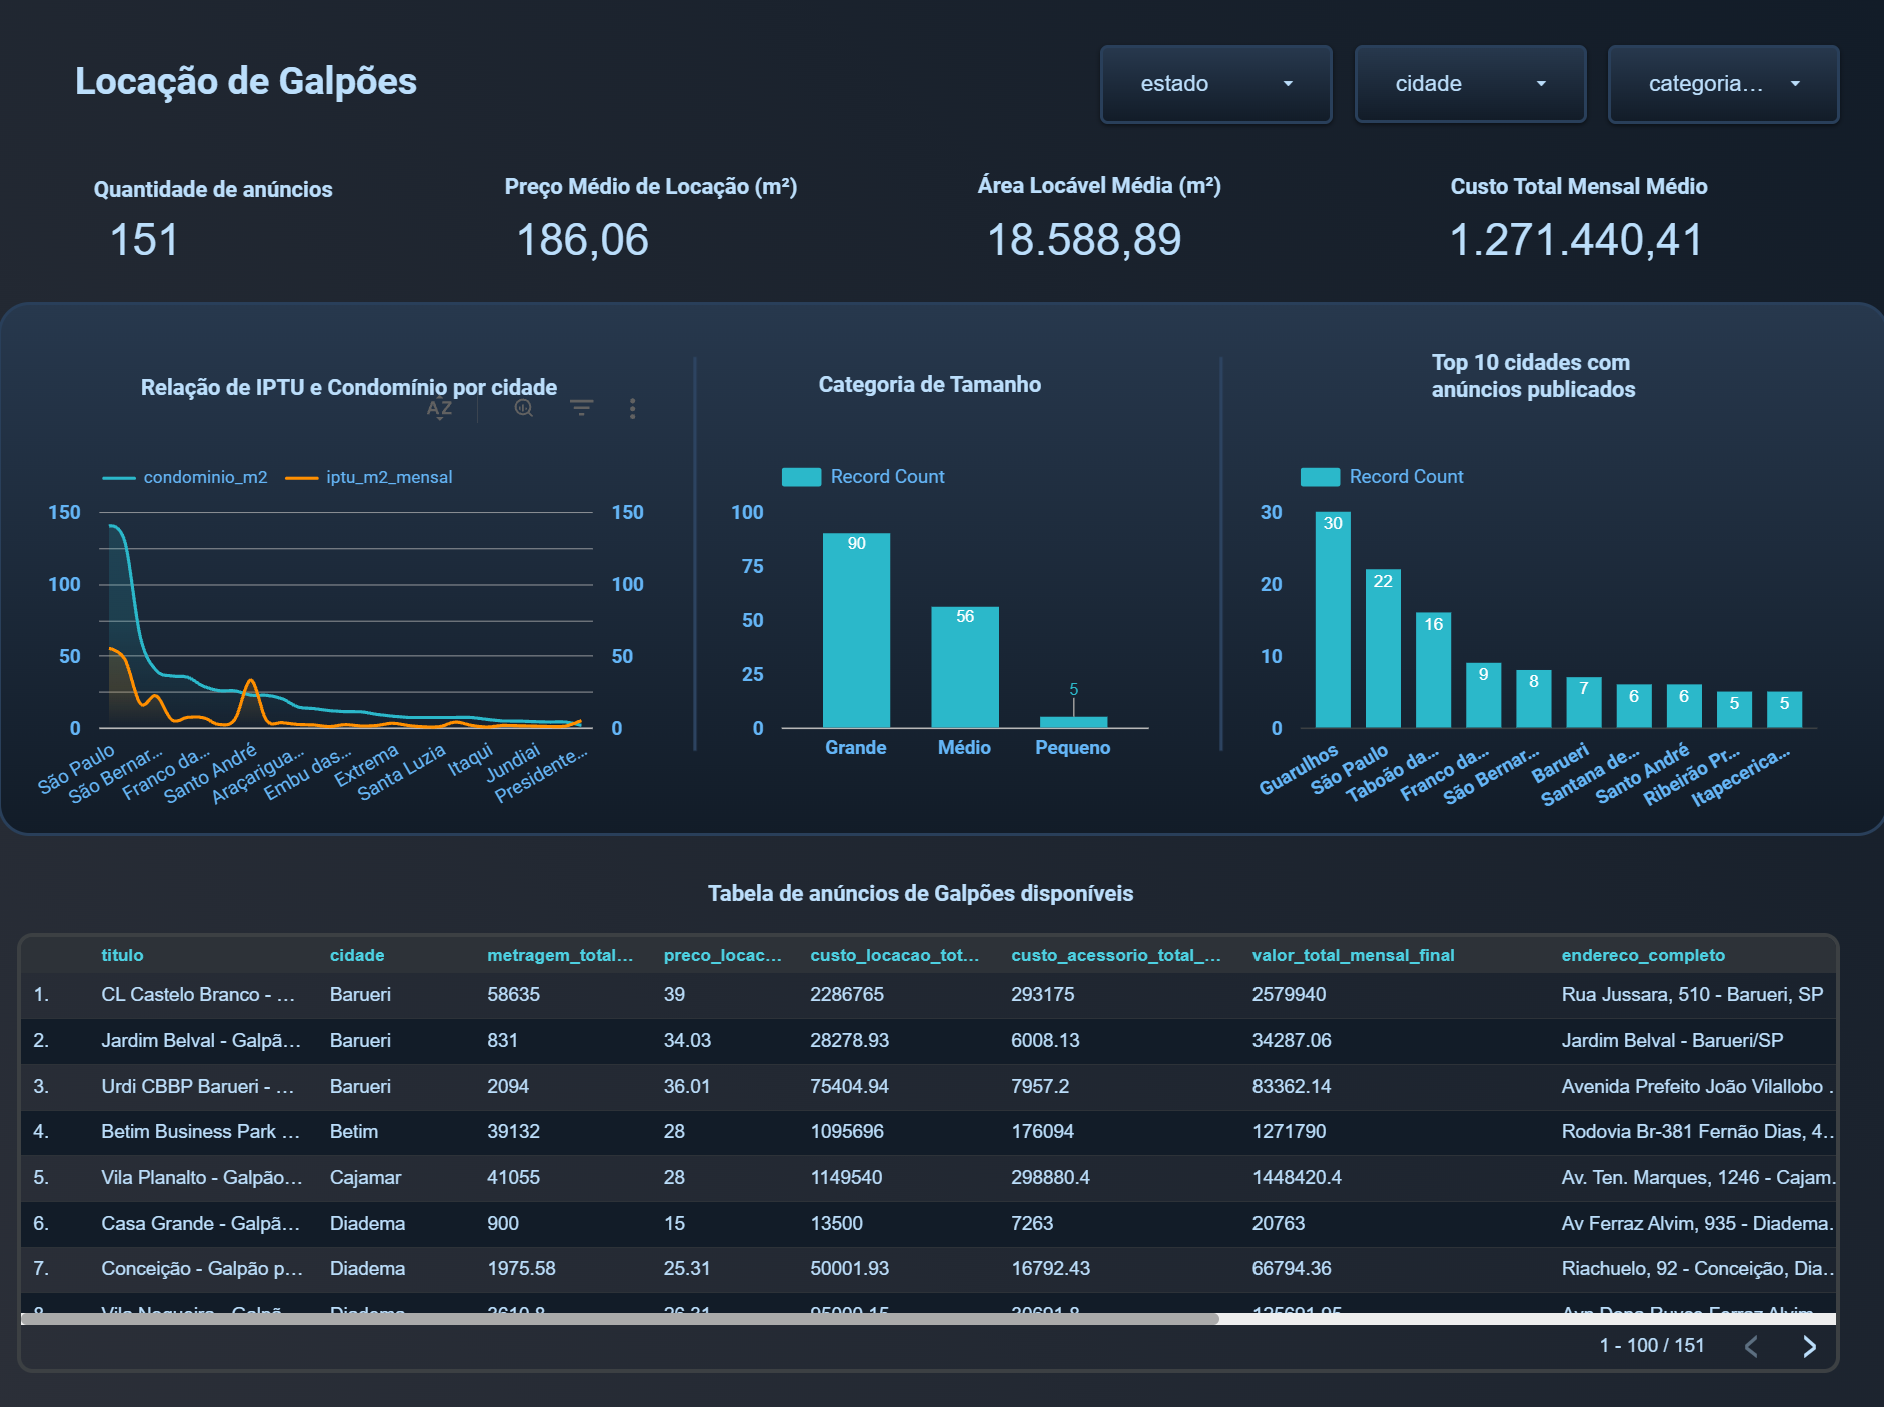 Locação de Galpões
estado
cidade
categoria...
Quantidade de anúncios
151
Preço Médio de Locação (m²)
186,06
Área Locável Média (m²)
18.588,89
Custo Total Mensal Médio
1.271.440,41
Relação de IPTU e Condomínio por cidade
AZ
condominio_m2 iptu_m2_mensal
150 150
100 100
50 50
0 0
São Paulo
São Bernar...
Franco da...
Santo André
Araçarigua...
Embu das...
Extrema
Santa Luzia
Itaqui
Jundiai
Presidente...
Categoria de Tamanho
Record Count
100
75
50
25
0
90
56
5
Grande Médio Pequeno
Top 10 cidades com
anúncios publicados
Record Count
30
20
10
0
30
22
16
9
8
7
6
6
5
5
Guarulhos
São Paulo
Taboão da...
Franco da...
São Bernar...
Barueri
Santana de...
Santo André
Ribeirão Pr...
Itapecerica...
Tabela de anúncios de Galpões disponíveis
titulo cidade metragem_total... preco_locac... custo_locacao_tot... custo_acessorio_total_... valor_total_mensal_final endereco_completo
1. CL Castelo Branco - ... Barueri 58635 39 2286765 293175 2579940 Rua Jussara, 510 - Barueri, SP
2. Jardim Belval - Galpã... Barueri 831 34.03 28278.93 6008.13 34287.06 Jardim Belval - Barueri/SP
3. Urdi CBBP Barueri - ... Barueri 2094 36.01 75404.94 7957.2 83362.14 Avenida Prefeito João Vilallobo .
4. Betim Business Park ... Betim 39132 28 1095696 176094 1271790 Rodovia Br-381 Fernão Dias, 4..
5. Vila Planalto - Galpão... Cajamar 41055 28 1149540 298880.4 1448420.4 Av. Ten. Marques, 1246 - Cajam.
6. Casa Grande - Galpã... Diadema 900 15 13500 7263 20763 Av Ferraz Alvim, 935 - Diadema.
7. Conceição - Galpão p... Diadema 1975.58 25.31 50001.93 16792.43 66794.36 Riachuelo, 92 - Conceição, Dia..
8. Vila Nogueira - Galpã... Diadema
1 - 100 / 151